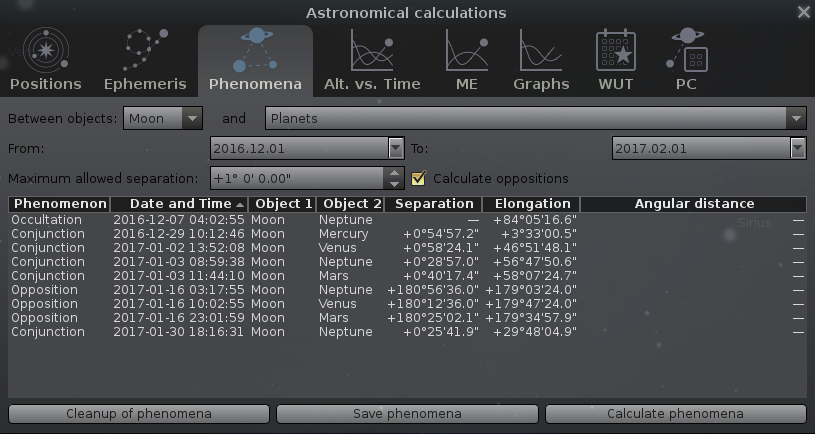 Astronomical calculations
Positions Ephemeris Phenomena Alt. vs. Time ME Graphs WUT PC
Between objects: Moon and Planets
From: 2016.12.01 To: 2017.02.01
Maximum allowed separation: +1° 0' 0.00" Calculate oppositions
Phenomenon Date and Time Object 1 Object 2 Separation Elongation Angular distance
Occultation 2016-12-07 04:02:55 Moon Neptune — +84°05'16.6" —
Conjunction 2016-12-29 10:12:46 Moon Mercury +0°54'57.2" +3°33'00.5" —
Conjunction 2017-01-02 13:52:08 Moon Venus +0°58'24.1" +46°51'48.1" —
Conjunction 2017-01-03 08:59:38 Moon Neptune +0°28'57.0" +56°47'50.6" —
Conjunction 2017-01-03 11:44:10 Moon Mars +0°40'17.4" +58°07'24.7" —
Opposition 2017-01-16 03:17:55 Moon Neptune +180°56'36.0" +179°03'24.0" —
Opposition 2017-01-16 10:02:55 Moon Venus +180°12'36.0" +179°47'24.0" —
Opposition 2017-01-16 23:01:59 Moon Mars +180°25'02.1" +179°34'57.9" —
Conjunction 2017-01-30 18:16:31 Moon Neptune +0°25'41.9" +29°48'04.9" —
Sirius
Cleanup of phenomena Save phenomena Calculate phenomena